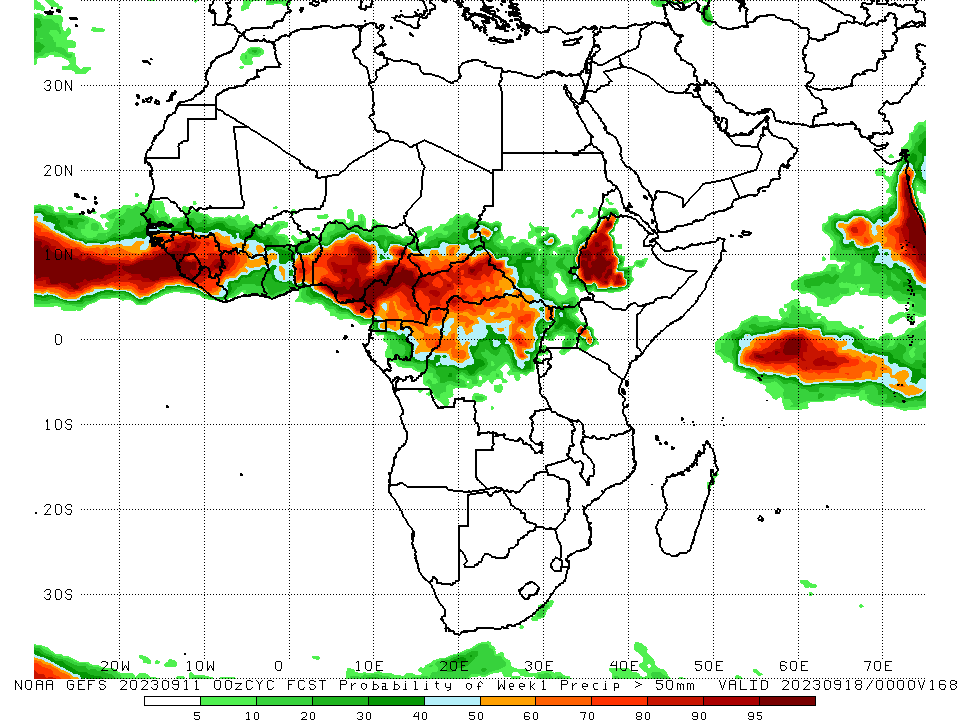 30N
20N
10N
0
10S
20S
30S
20W 10W 0 10E 20E 30E 40E 50E 60E 70E
NOAA GEFS 20230911 00zCYC FCST Probability of Week1 Precip > 50mm VALID 20230918/0000V168
5 10 20 30 40 50 60 70 80 90 95